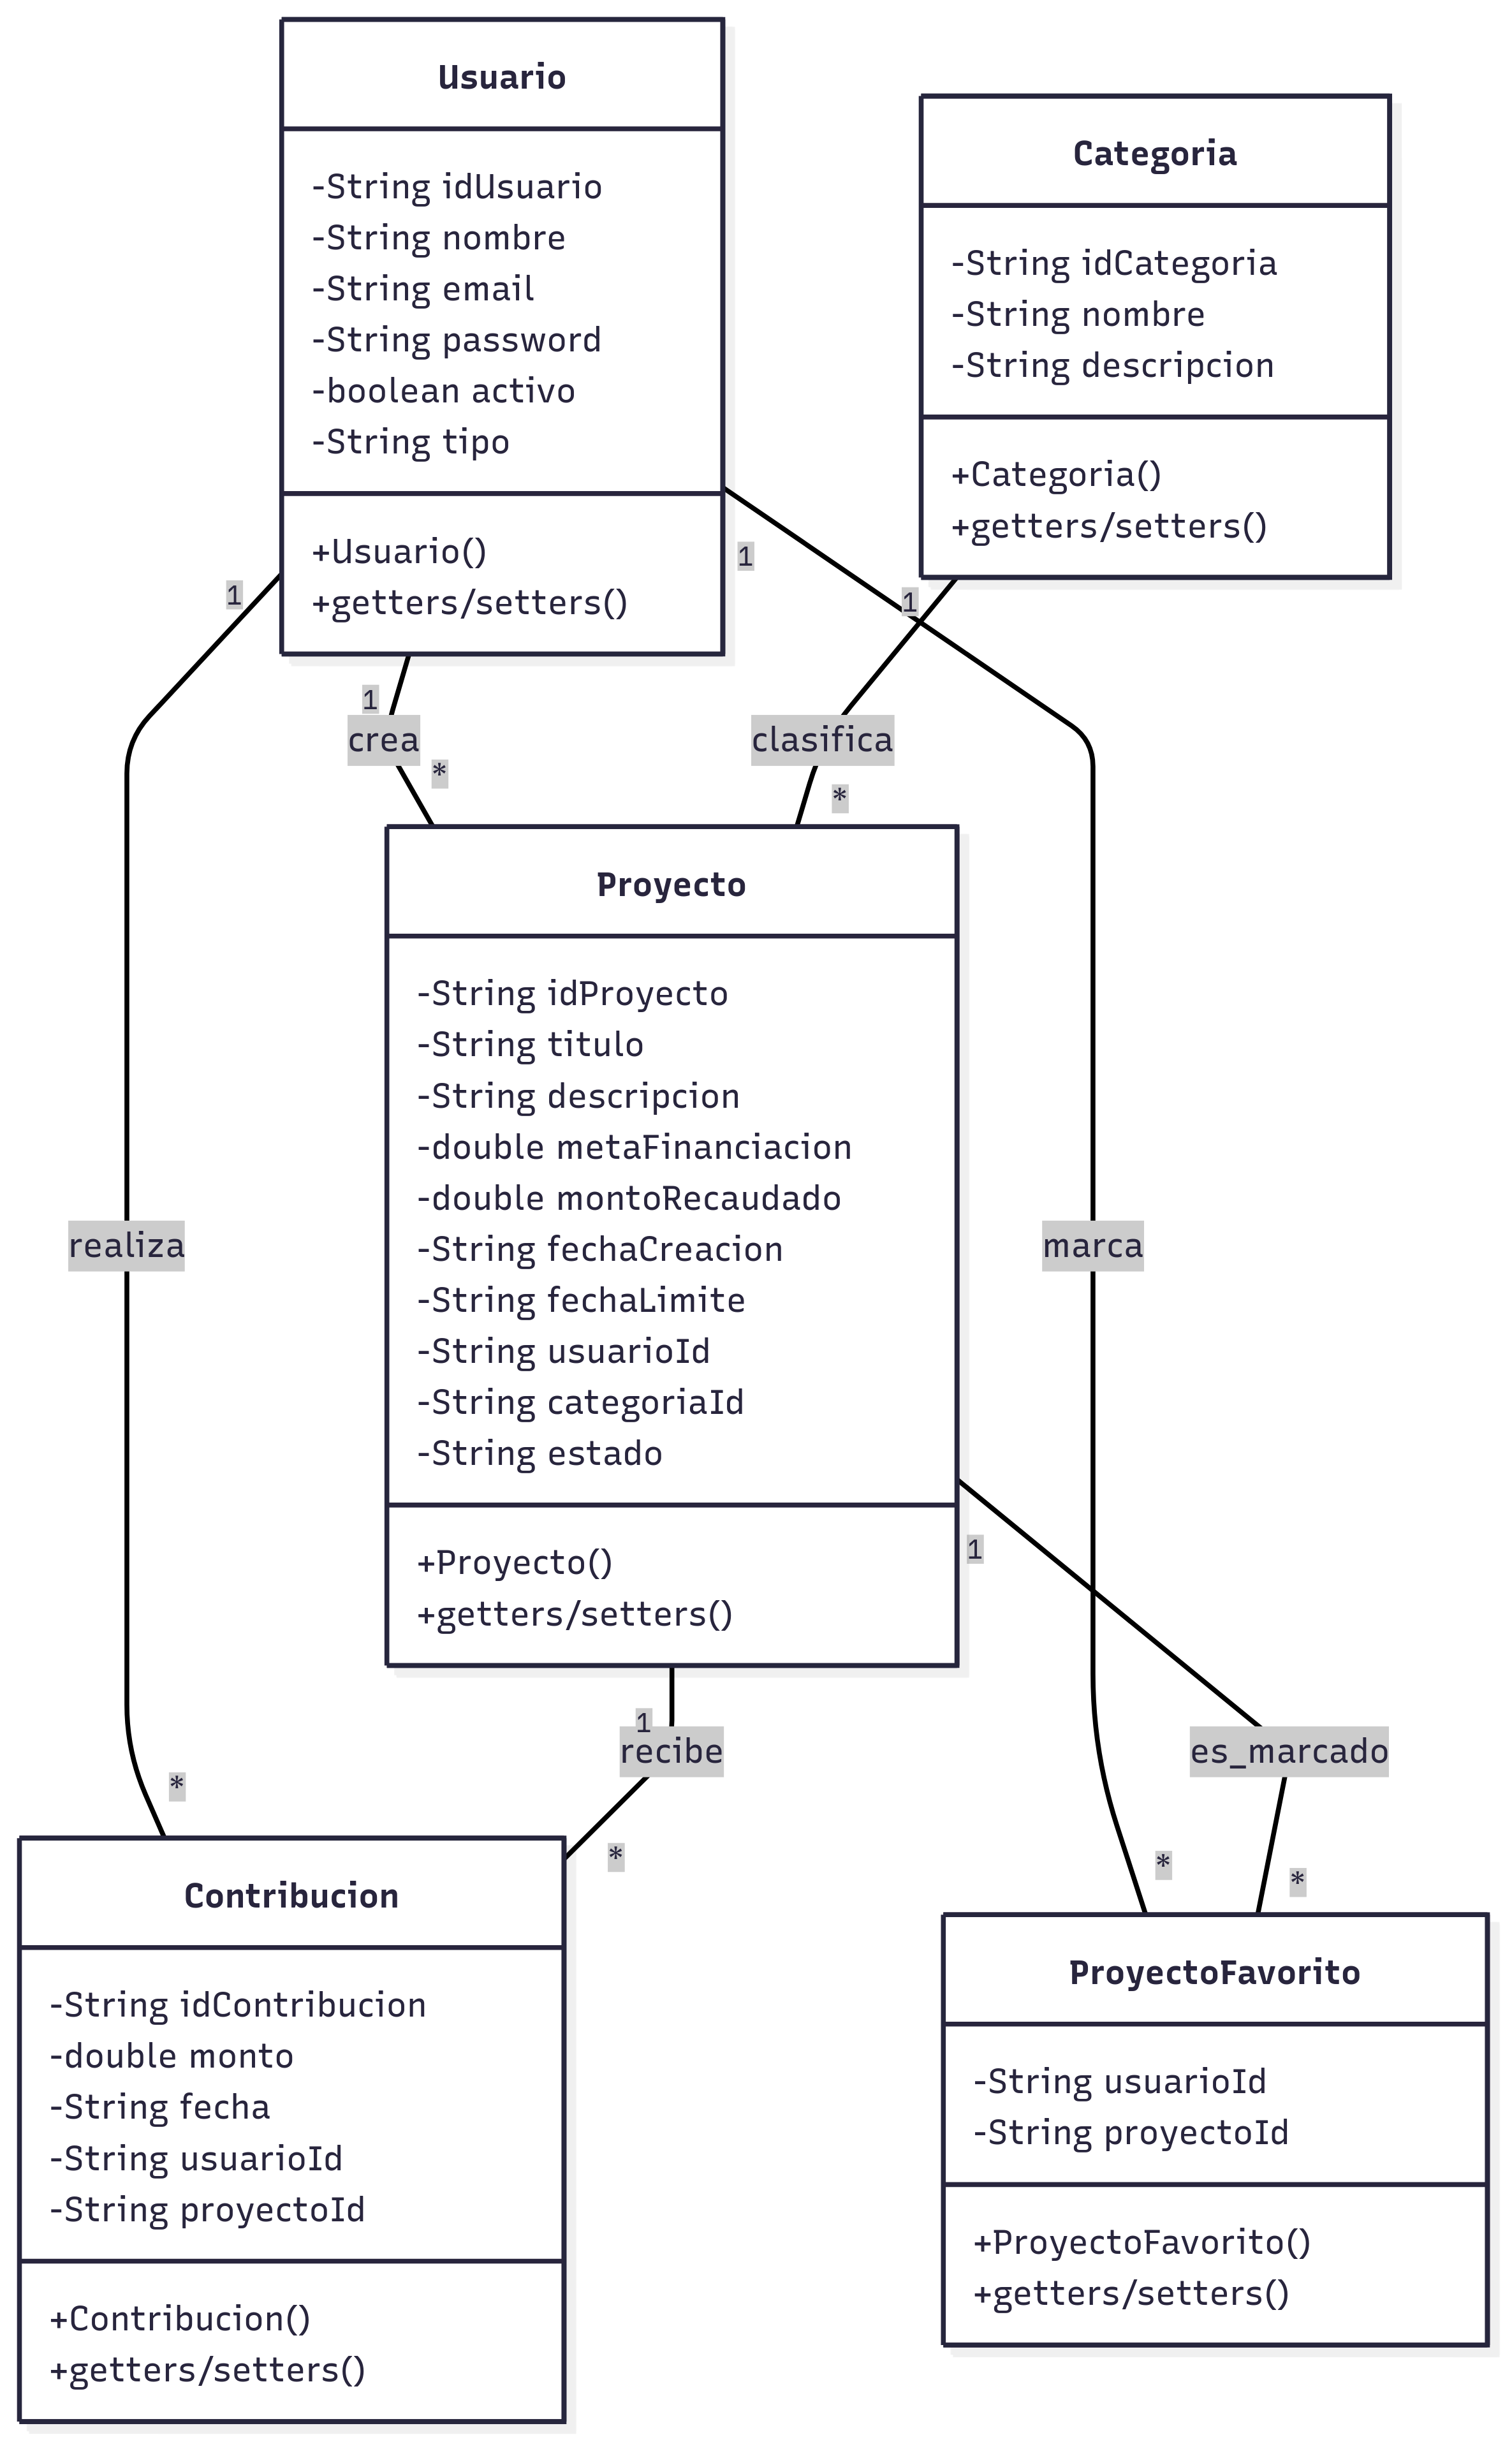 Usuario
-String idUsuario
-String nombre
-String email
-String password
-boolean activo
-String tipo
+Usuario()
+getters/setters()
Categoria
-String idCategoria
-String nombre
-String descripcion
+Categoria()
+getters/setters()
1
1
1
1
crea
*
clasifica
*
Proyecto
-String idProyecto
-String titulo
-String descripcion
-double metaFinanciacion
-double montoRecaudado
-String fechaCreacion
-String fechaLimite
-String usuarioId
-String categoriaId
-String estado
+Proyecto()
+getters/setters()
realiza
marca
1
1
recibe
es_marcado
*
*
*
*
Contribucion
-String idContribucion
-double monto
-String fecha
-String usuarioId
-String proyectoId
+Contribucion()
+getters/setters()
ProyectoFavorito
-String usuarioId
-String proyectoId
+ProyectoFavorito()
+getters/setters()